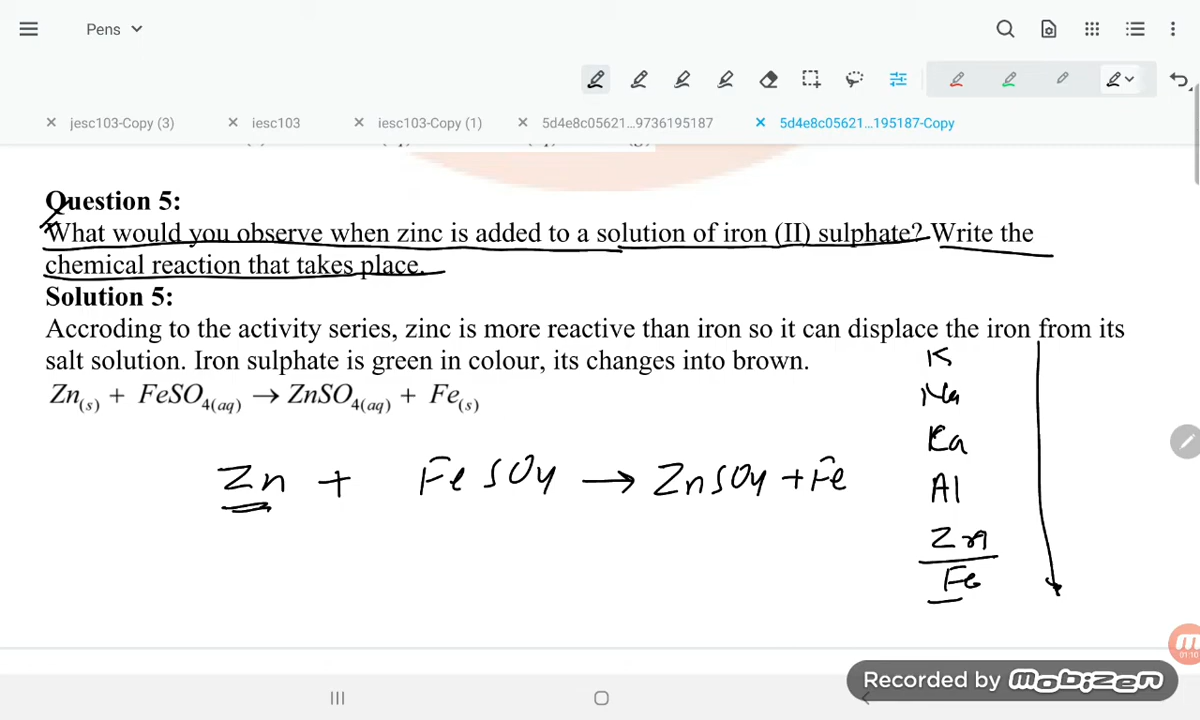 Pens
jesc103-Copy (3)
iesc103
iesc103-Copy (1)
5d4e8c05621...9736195187
5d4e8c05621...195187-Copy
Question 5:
What would you observe when zinc is added to a solution of iron (II) sulphate? Write the
chemical reaction that takes place.
Solution 5:
Accroding to the activity series, zinc is more reactive than iron so it can displace the iron from its
salt solution. Iron sulphate is green in colour, its changes into brown.
Zn(s) + FeSO4(aq) → ZnSO4(aq) + Fe(s)
Zn + FeSO4 → ZnSO4 + Fe
K
Na
Al
Zn
Fe
01:10
Recorded by mobizen